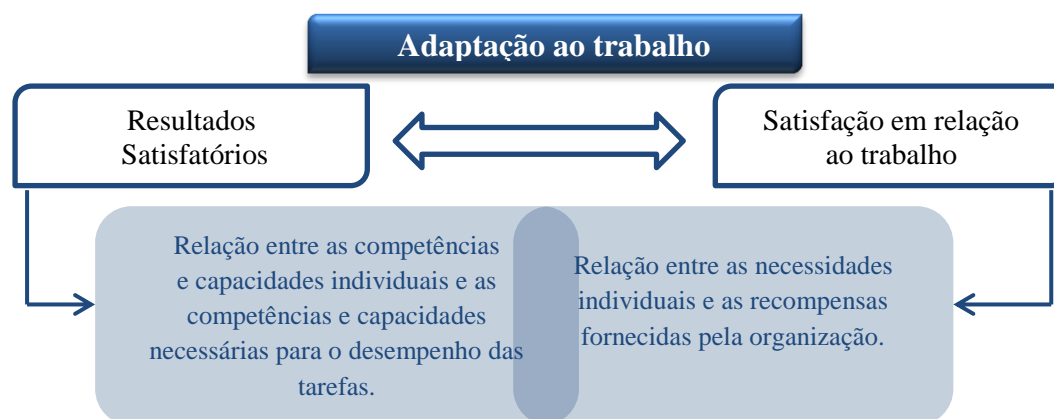 Adaptação ao trabalho
Resultados
Satisfatórios
Satisfação em relação
ao trabalho
Relação entre as competências
e capacidades individuais e as
competências e capacidades
necessárias para o desempenho das
tarefas.
Relação entre as necessidades
individuais e as recompensas
fornecidas pela organização.